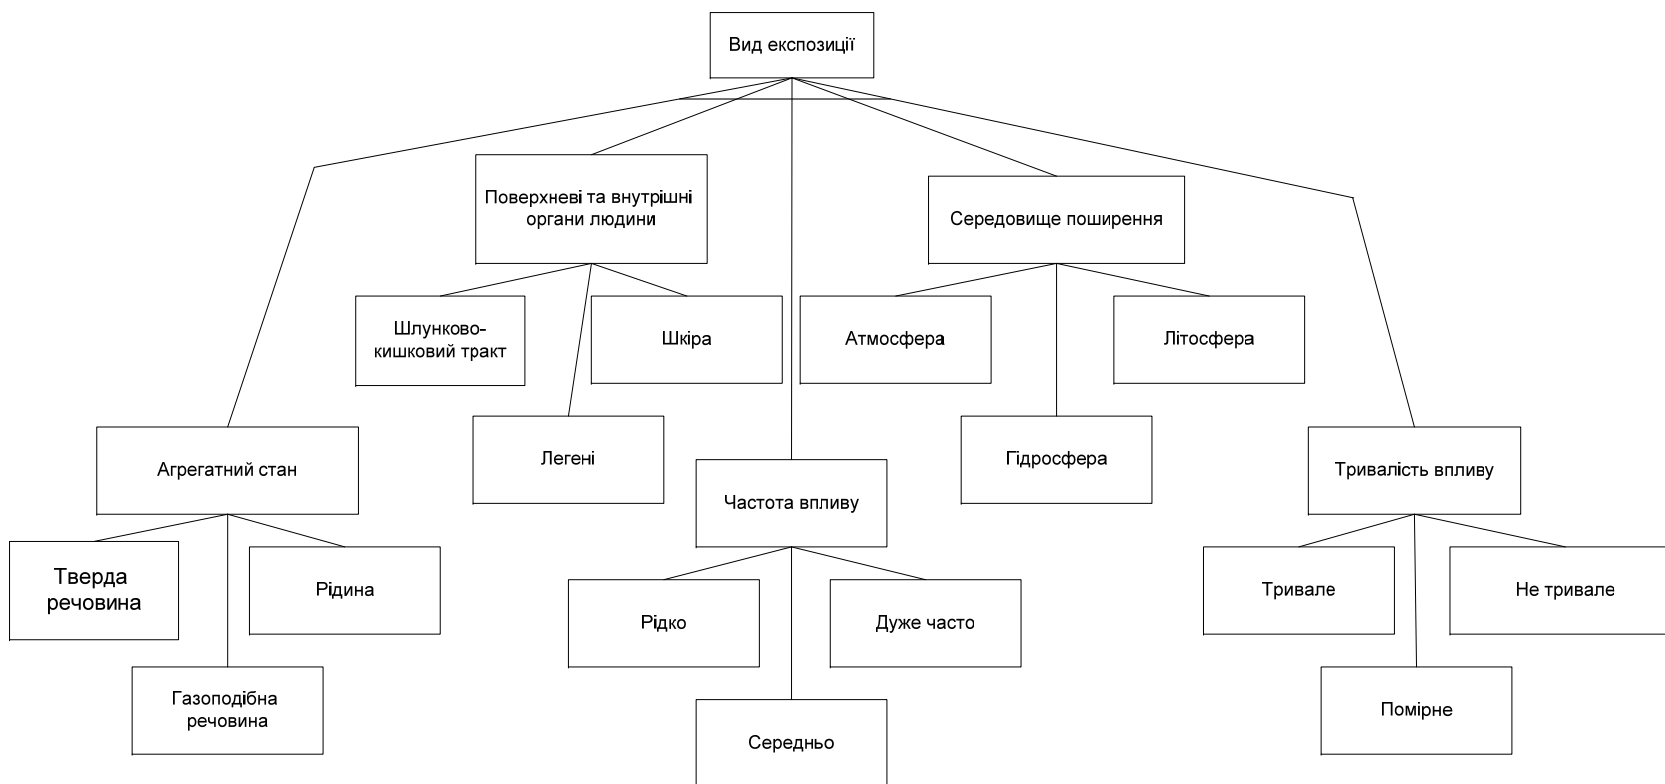 Вид експозиції
Поверхневі та внутрішні
органи людини
Середовище поширення
Шлунково-
кишковий тракт
Шкіра
Атмосфера
Літосфера
Агрегатний стан
Легені
Частота впливу
Гідросфера
Тривалість впливу
Тверда
речовина
Рідина
Рідко
Дуже часто
Тривале
Не тривале
Газоподібна
речовина
Середньо
Помірне